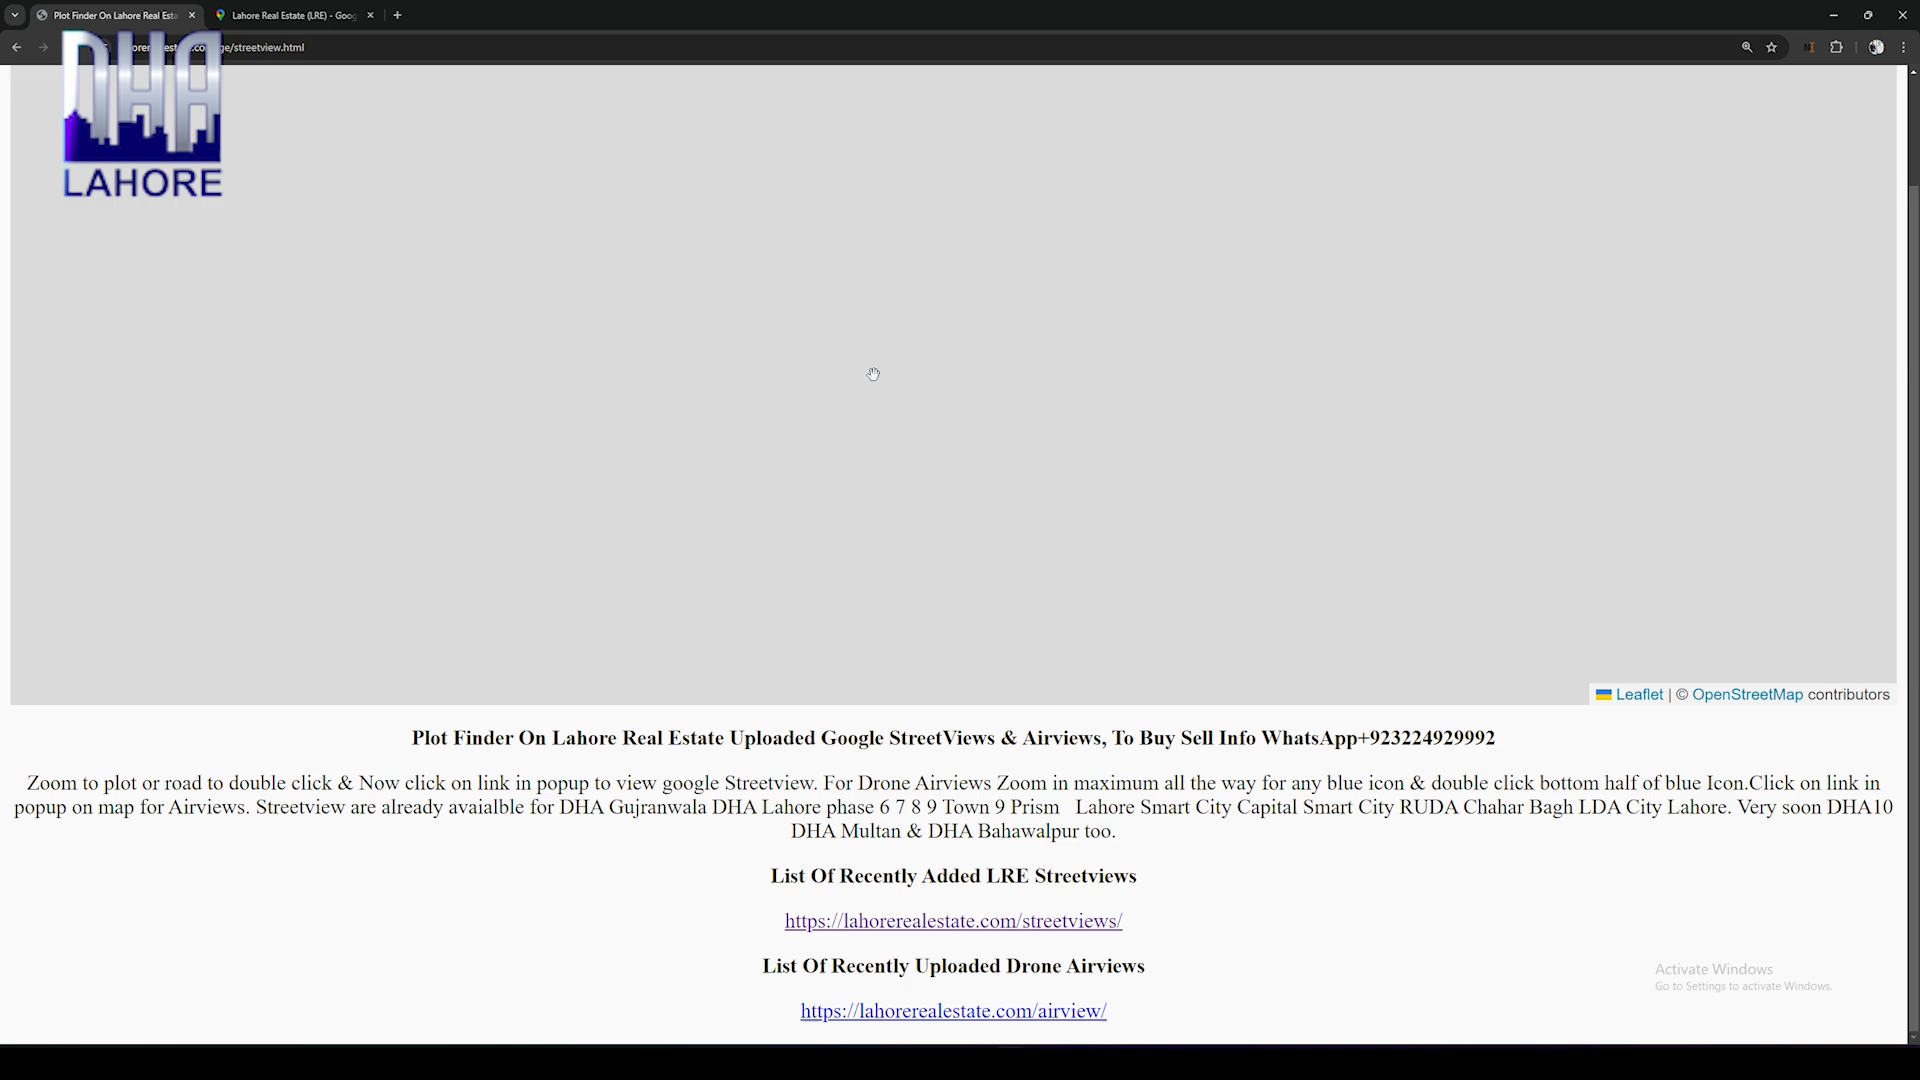 Plot Finder On Lahore Real Esta
Lahore Real Estate (LRE) - Goog
ge/streetview.html
DHA
LAHORE
Leaflet | © OpenStreetMap contributors
Plot Finder On Lahore Real Estate Uploaded Google StreetViews & Airviews, To Buy Sell Info WhatsApp+923224929992
Zoom to plot or road to double click & Now click on link in popup to view google Streetview. For Drone Airviews Zoom in maximum all the way for any blue icon & double click bottom half of blue Icon.Click on link in
popup on map for Airviews. Streetview are already avaialble for DHA Gujranwala DHA Lahore phase 6 7 8 9 Town 9 Prism Lahore Smart City Capital Smart City RUDA Chahar Bagh LDA City Lahore. Very soon DHA10
DHA Multan & DHA Bahawalpur too.
List Of Recently Added LRE Streetviews
https://lahorerealestate.com/streetviews/
List Of Recently Uploaded Drone Airviews
https://lahorerealestate.com/airview/
Activate Windows
Go to Settings to activate Windows.